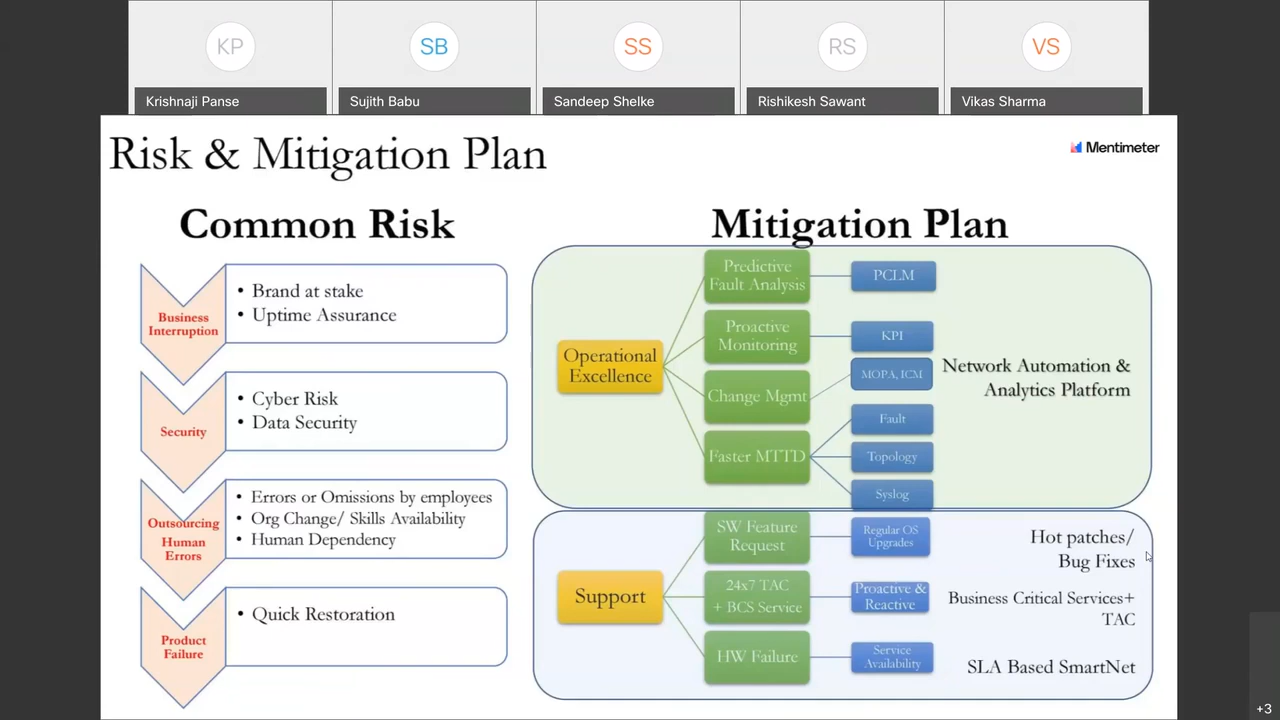 KP
SB
SS
RS
VS
Krishnaji Panse
Sujith Babu
Sandeep Shelke
Rishikesh Sawant
Vikas Sharma
Risk & Mitigation Plan
Mentimeter
Common Risk
Business
Interruption
• Brand at stake
• Uptime Assurance
Security
• Cyber Risk
• Data Security
Outsourcing
Human
Errors
• Errors or Omissions by employees
• Org Change/ Skills Availability
• Human Dependency
Product
Failure
• Quick Restoration
Mitigation Plan
Operational
Excellence
Predictive
Fault Analysis
PCLM
Proactive
Monitoring
KPI
Change Mgmt
MOPA, ICM
Faster MTTD
Fault
Topology
Syslog
Network Automation &
Analytics Platform
Support
SW Feature
Request
Regular OS
Upgrades
Hot patches/
Bug Fixes
24x7 TAC
+ BCS Service
Proactive &
Reactive
Business Critical Services+
TAC
HW Failure
Service
Availability
SLA Based SmartNet
+3